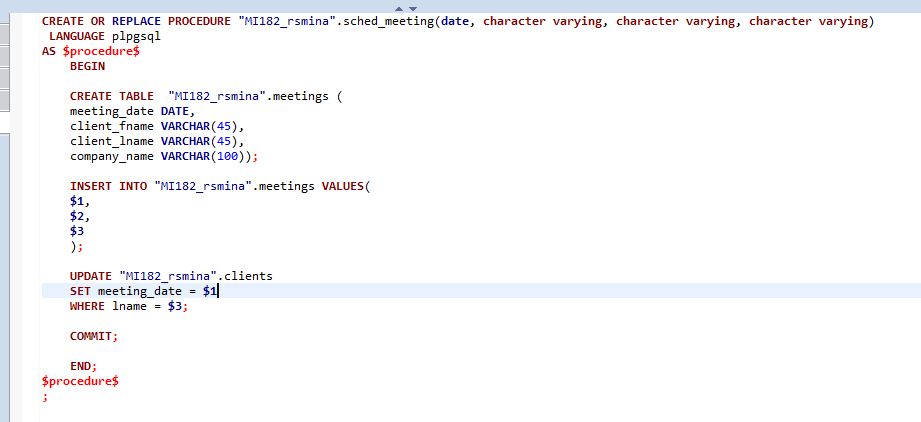 CREATE OR REPLACE PROCEDURE "MI182_rsmina".sched_meeting(date, character varying, character varying, character varying)
LANGUAGE plpgsql
AS $procedure$
BEGIN
CREATE TABLE  "MI182_rsmina".meetings (
meeting_date DATE,
client_fname VARCHAR(45),
client_lname VARCHAR(45),
company_name VARCHAR(100));
INSERT INTO "MI182_rsmina".meetings VALUES(
$1,
$2,
$3
);
UPDATE "MI182_rsmina".clients
SET meeting_date = $1
WHERE lname = $3;
COMMIT;
END;
$procedure$
;